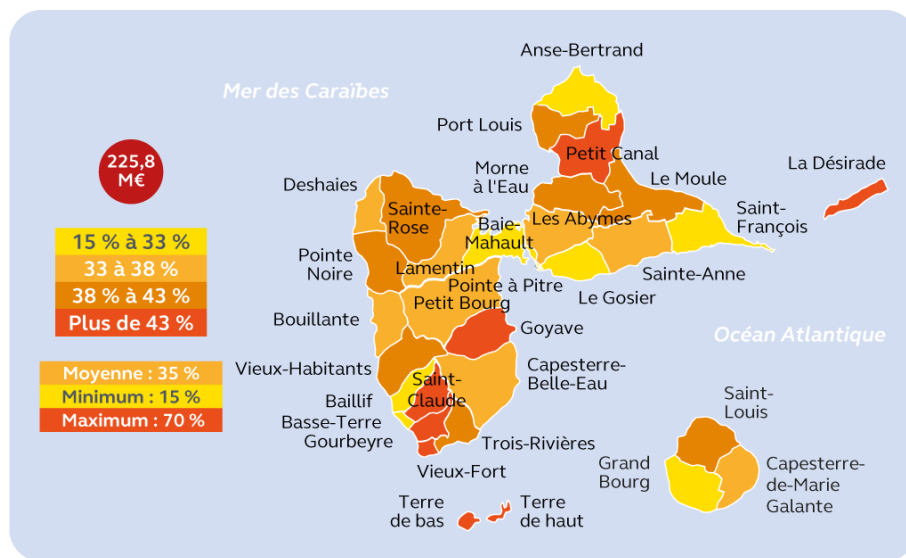 Anse-Bertrand
Mer des Caraïbes
Port Louis
225,8
M€
Petit Canal
Morne
à l'Eau
La Désirade
Deshaies
Le Moule
Sainte-
Rose
Saint-
François
Les Abymes
Baie-
Mahault
15 % à 33 %
33 à 38 %
38 % à 43 %
Plus de 43 %
Pointe
Noire
Lamentin
Sainte-Anne
Pointe à Pitre
Le Gosier
Petit Bourg
Bouillante
Goyave
Océan Atlantique
Vieux-Habitants
Capesterre-
Belle-Eau
Moyenne : 35 %
Minimum : 15 %
Maximum : 70 %
Saint-
Claude
Baillif
Basse-Terre
Gourbeyre
Trois-Rivières
Vieux-Fort
Saint-
Louis
Grand
Bourg
Capesterre-
de-Marie
Galante
Terre
de bas
Terre
de haut